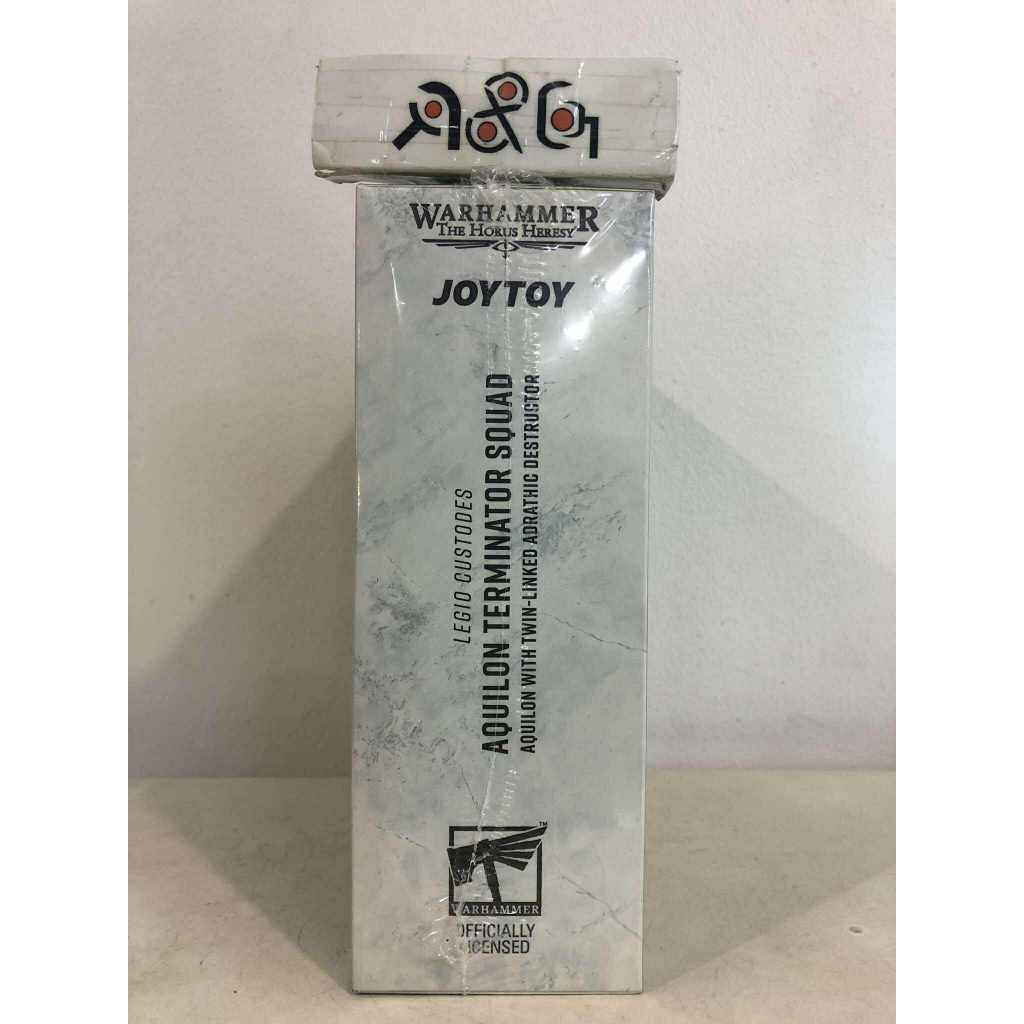 WARHAMMER
THE HORUS HERESY
JOYTOY
LEGIO CUSTODES
AQUILON TERMINATOR SQUAD
AQUILON WITH TWIN-LINKED ADRATHIC DESTRUCTOR
™
WARHAMMER
OFFICIALLY
LICENSED